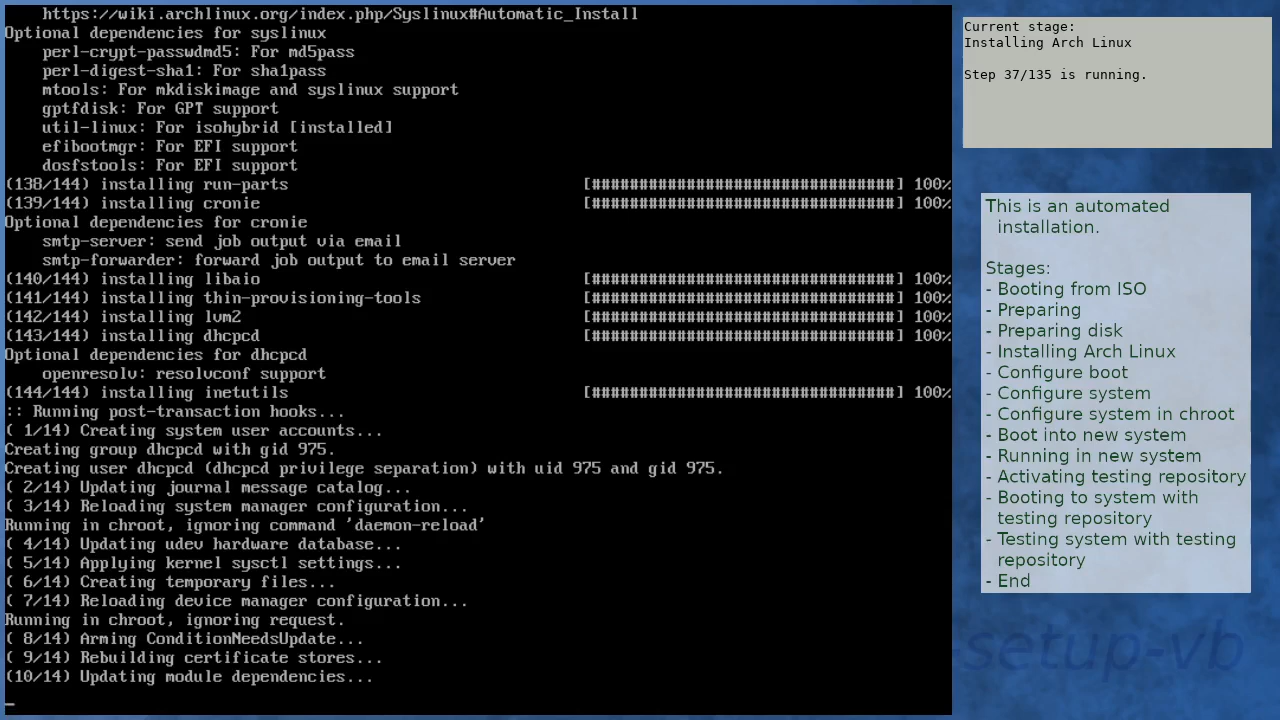 https://wiki.archlinux.org/index.php/Syslinux#Automatic_Install
Optional dependencies for syslinux
perl-crypt-passwdmd5: For md5pass
perl-digest-sha1: For sha1pass
mtools: For mkdiskimage and syslinux support
gptfdisk: For GPT support
util-linux: For isohybrid [installed]
efibootmgr: For EFI support
dosfstools: For EFI support
(138/144) installing run-parts [################################] 100%
(139/144) installing cronie [################################] 100%
Optional dependencies for cronie
smtp-server: send job output via email
smtp-forwarder: forward job output to email server
(140/144) installing libaio [################################] 100%
(141/144) installing thin-provisioning-tools [################################] 100%
(142/144) installing lvm2 [################################] 100%
(143/144) installing dhcpcd [################################] 100%
Optional dependencies for dhcpcd
openresolv: resolvconf support
(144/144) installing inetutils [################################] 100%
:: Running post-transaction hooks...
( 1/14) Creating system user accounts...
Creating group dhcpcd with gid 975.
Creating user dhcpcd (dhcpcd privilege separation) with uid 975 and gid 975.
( 2/14) Updating journal message catalog...
( 3/14) Reloading system manager configuration...
Running in chroot, ignoring command 'daemon-reload'
( 4/14) Updating udev hardware database...
( 5/14) Applying kernel sysctl settings...
( 6/14) Creating temporary files...
( 7/14) Reloading device manager configuration...
Running in chroot, ignoring request.
( 8/14) Arming ConditionNeedsUpdate...
( 9/14) Rebuilding certificate stores...
(10/14) Updating module dependencies...
_
Current stage:
Installing Arch Linux
Step 37/135 is running.
This is an automated
installation.
Stages:
- Booting from ISO
- Preparing
- Preparing disk
- Installing Arch Linux
- Configure boot
- Configure system
- Configure system in chroot
- Boot into new system
- Running in new system
- Activating testing repository
- Booting to system with
testing repository
- Testing system with testing
repository
- End
-setup-vb